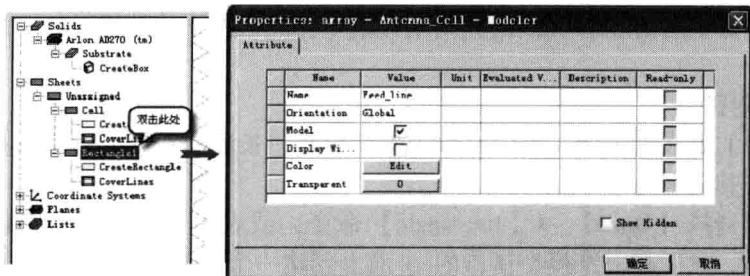 Solids
Arlon AD270 (tm)
Substrate
CreateBox
Sheets
Unassigned
Cell
Creat
CoverLin
Rectangle1
CreateRectangle
CoverLines
Coordinate Systems
Planes
Lists
双击此处
Properties: array - Antenna_Cell - Modeler
Attribute
Name Value Unit Evaluated V... Description Read-only
Name Feed_line
Orientation Global
Model
Display Wi...
Color Edit
Transparent 0
Show Hidden
确定 取消